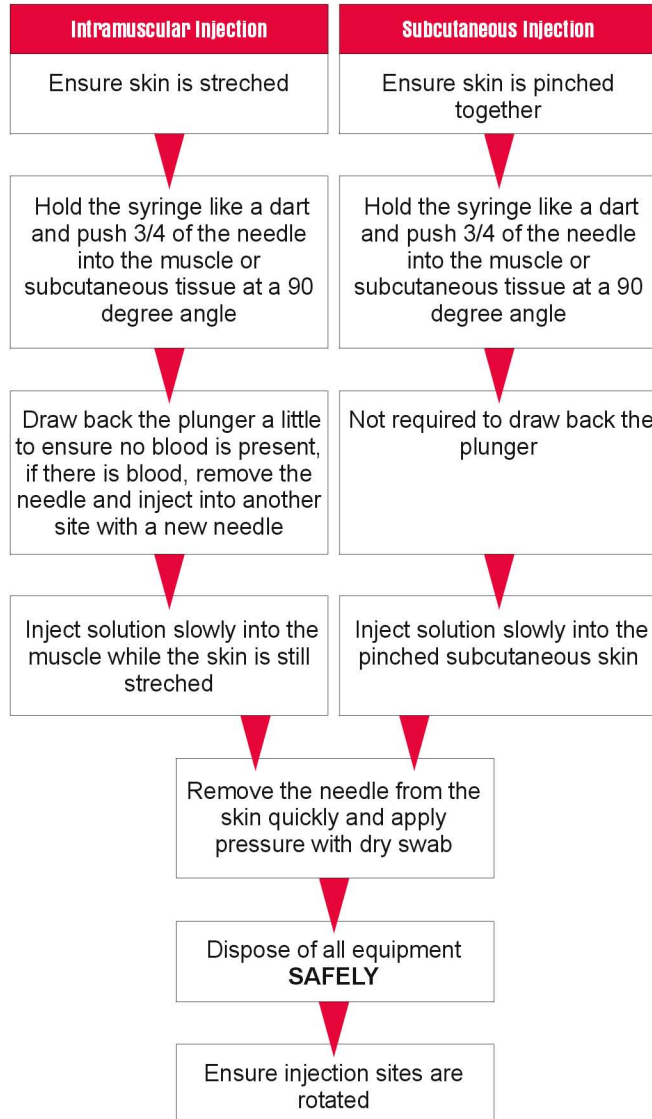 Intramuscular Injection
Ensure skin is streched
Hold the syringe like a dart
and push 3/4 of the needle
into the muscle or
subcutaneous tissue at a 90
degree angle
Draw back the plunger a little
to ensure no blood is present,
if there is blood, remove the
needle and inject into another
site with a new needle
Inject solution slowly into the
muscle while the skin is still
streched
Subcutaneous Injection
Ensure skin is pinched
together
Hold the syringe like a dart
and push 3/4 of the needle
into the muscle or
subcutaneous tissue at a 90
degree angle
Not required to draw back the
plunger
Inject solution slowly into the
pinched subcutaneous skin
Remove the needle from the
skin quickly and apply
pressure with dry swab
Dispose of all equipment
SAFELY
Ensure injection sites are
rotated